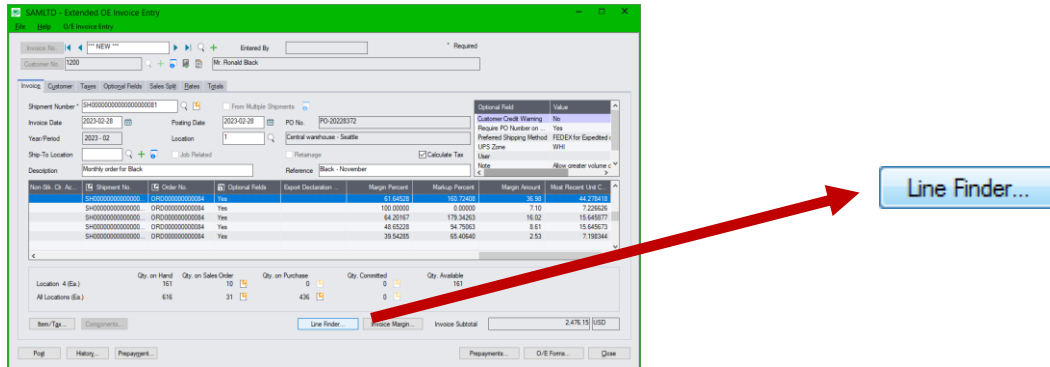 SAMLTD - Extended OE Invoice Entry
File Help O/E Invoice Entry
Invoice No. *** NEW *** Entered By * Required
Customer No. 1200 Mr. Ronald Black
Invoice Customer Taxes Optional Fields Sales Split Rates Totals
Shipment Number * From Multiple Shipments
Invoice Date 2023-02-28 Posting Date 2023-02-28 PO No. PO-20228372
Year/Period 2023 - 02 Location 1 Central warehouse - Seattle
Ship-To Location Job Related Retainage Calculate Tax
Description Monthly order for Black Reference Black - November
Optional Field Value
Customer Credit Warning No
Require PO Number on ... Yes
Preferred Shipping Method FEDEX for Expedited
UPS Zone WHI
User
Note Allow greater volume
Non-Stk. Clr. Ac... Shipment No. Order No. Optional Fields Export Declaration ... Margin Percent Markup Percent Margin Amount Most Recent Unit C...
ORD000000000084 Yes 61.64528 160.72408 36.98 44.278418
ORD000000000084 Yes 100.00000 0.00000 7.10 7.226626
ORD000000000084 Yes 64.20167 179.34263 16.02 15.645877
ORD000000000084 Yes 48.65228 94.75063 8.61 15.645673
ORD000000000084 Yes 39.54285 65.40640 2.53 7.198344
Qty. on Hand Qty. on Sales Order Qty. on Purchase Qty. Committed Qty. Available
Location 4 (Ea.) 161 10 0 0 161
All Locations (Ea.) 616 31 436 0
Item/Tax... Components... Line Finder... Invoice Margin... Invoice Subtotal 2,476.15 USD
Post History... Prepayment... Prepayments... O/E Forms... Close
Line Finder...